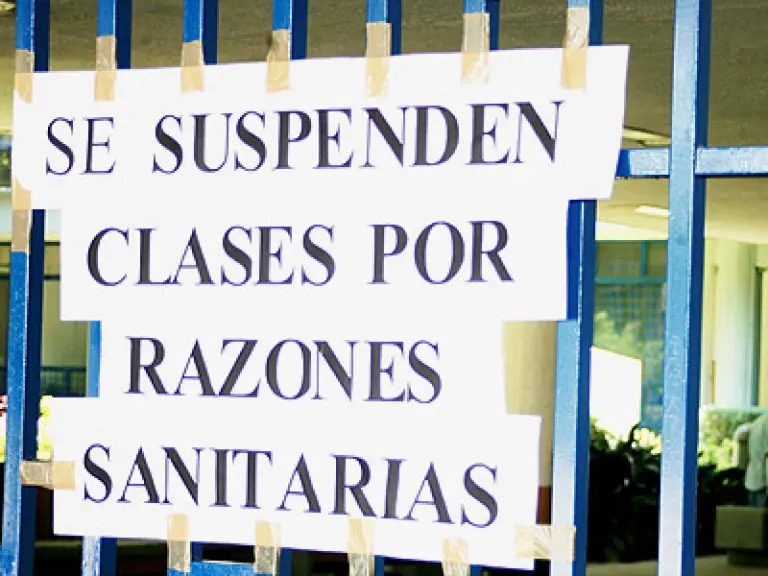 SE SUSPENDEN
CLASES POR
RAZONES
SANITARIAS